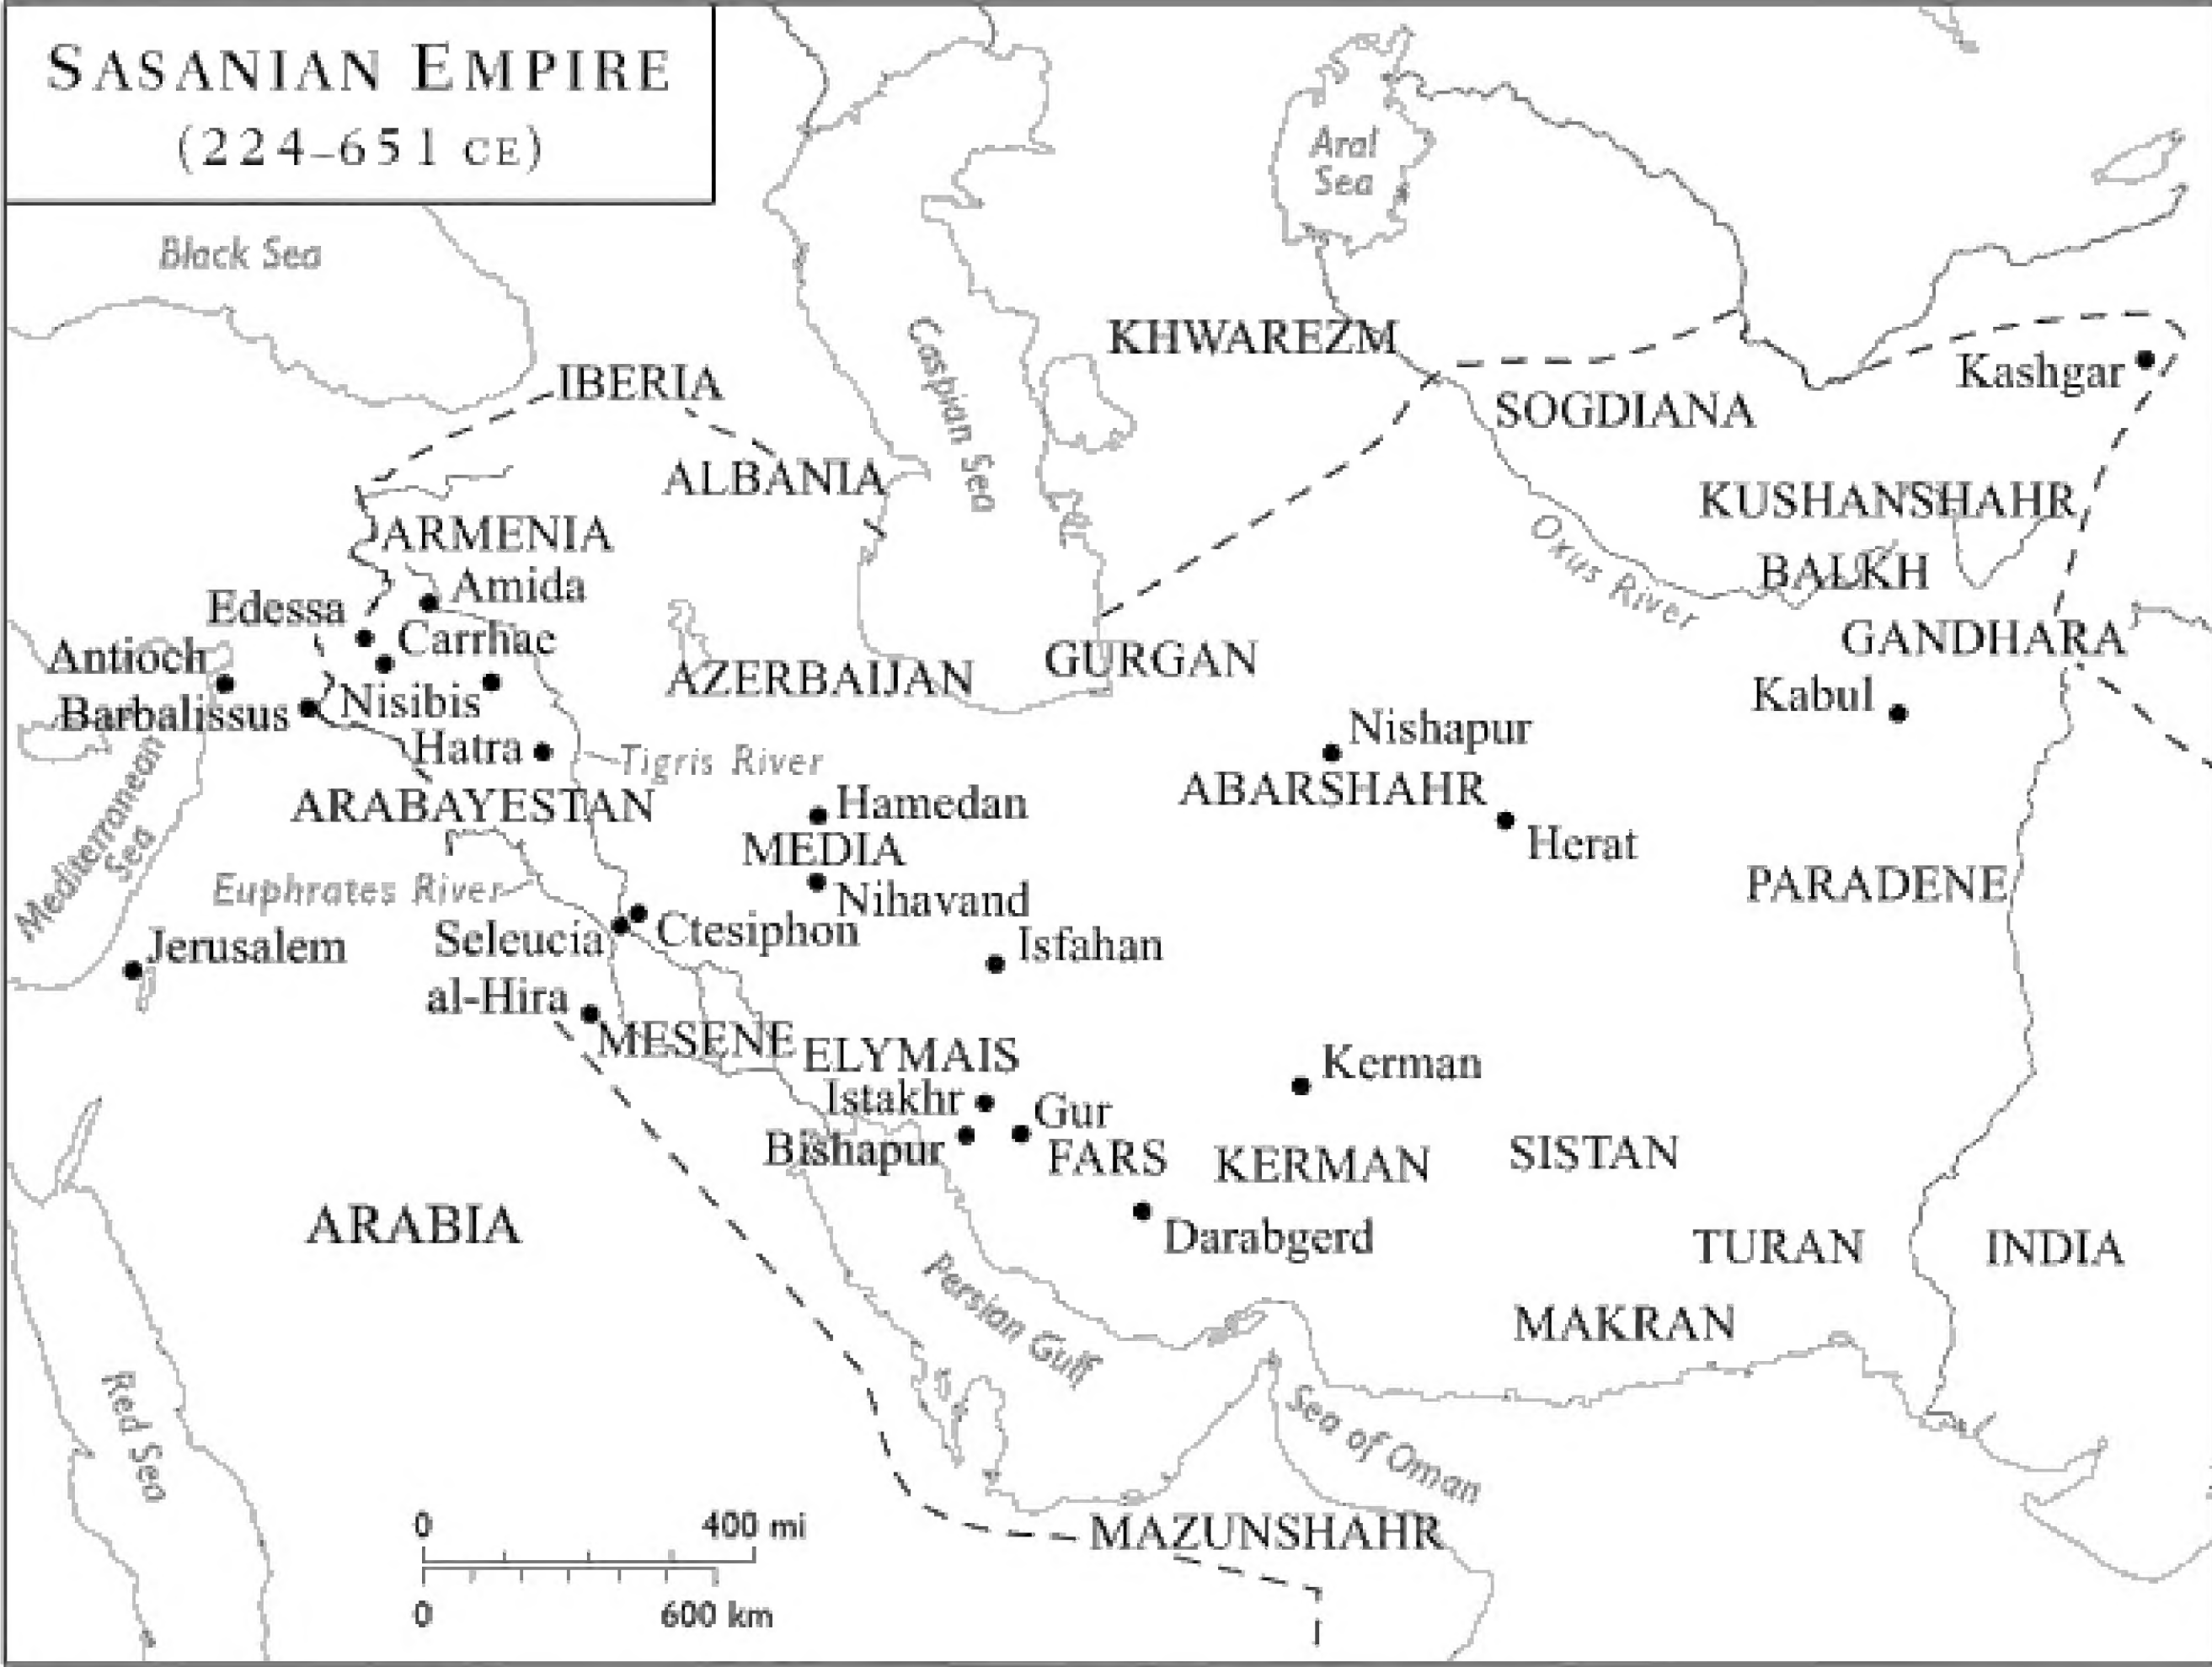 SASANIAN EMPIRE
(224–651 CE)
Black Sea
Aral
Sea
Caspian Sea
KHWAREZM
IBERIA
Kashgar
SOGDIANA
ALBANIA
KUSHANSHAHR
ARMENIA
Oxus River
BALKH
Amida
Edessa
Carrhae
GANDHARA
Antioch
GURGAN
AZERBAIJAN
Nisibis
Kabul
Barbalissus
Nishapur
Hatra
Tigris River
ABARSHAHR
Hamedan
ARABAYESTAN
Mediterranean
Sea
Herat
MEDIA
PARADENE
Euphrates River
Nihavand
Ctesiphon
Seleucia
Isfahan
Jerusalem
al-Hira
MESENE
ELYMAIS
Kerman
Istakhr
Gur
Bishapur
FARS
KERMAN
SISTAN
ARABIA
Darabgerd
TURAN
INDIA
Persian Gulf
MAKRAN
Red Sea
Sea of Oman
MAZUNSHAHR
0 400 mi
0 600 km